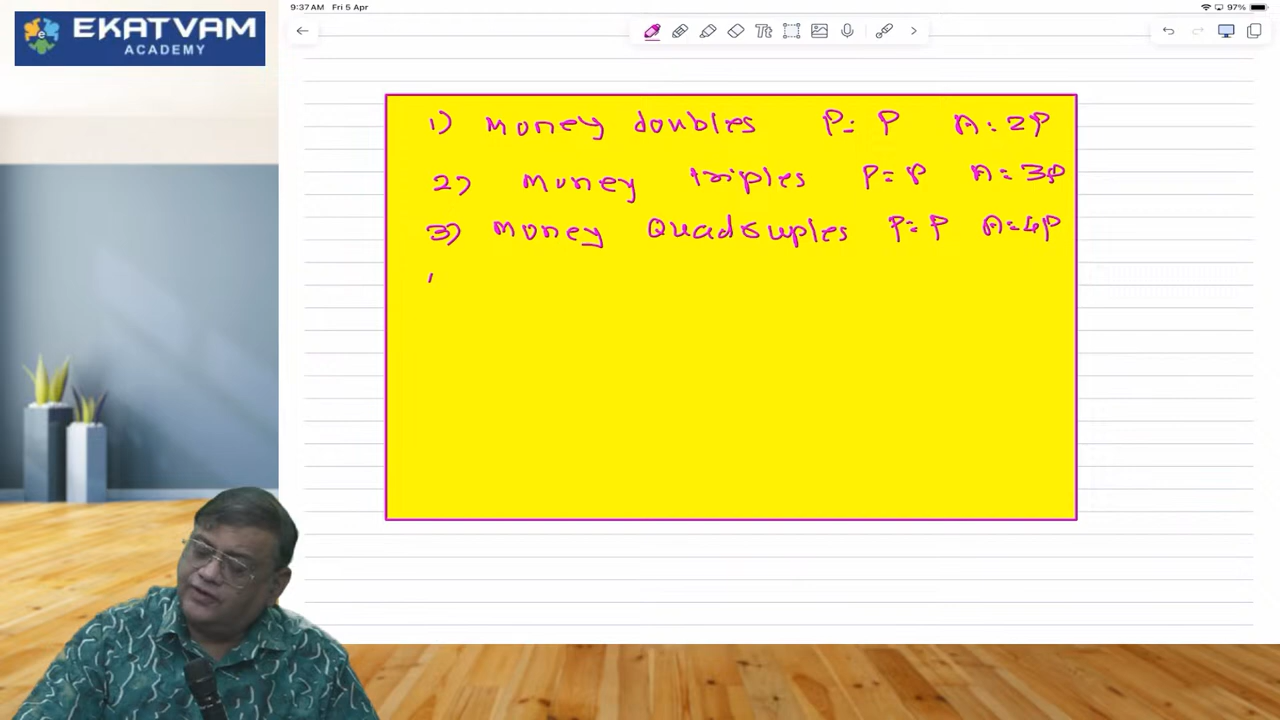 9:37 AM Fri 5 Apr
97%
EKATVAM
ACADEMY
Tt
1) Money doubles P = P A = 2P
2) Money triples P = P A = 3P
3) Money Quadruples P = P A = 4P